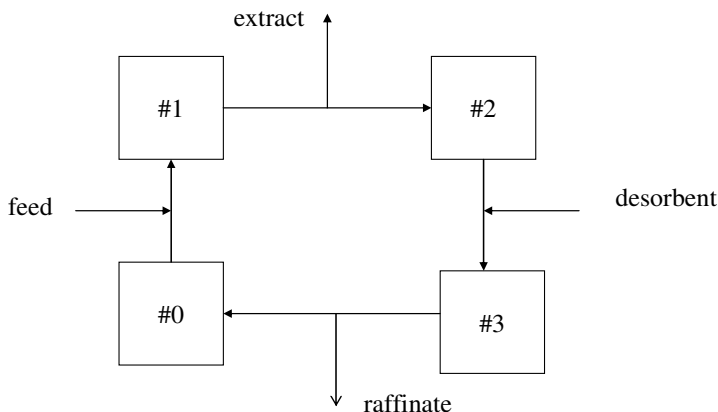 extract
#1
#2
feed
desorbent
#0
#3
raffinate